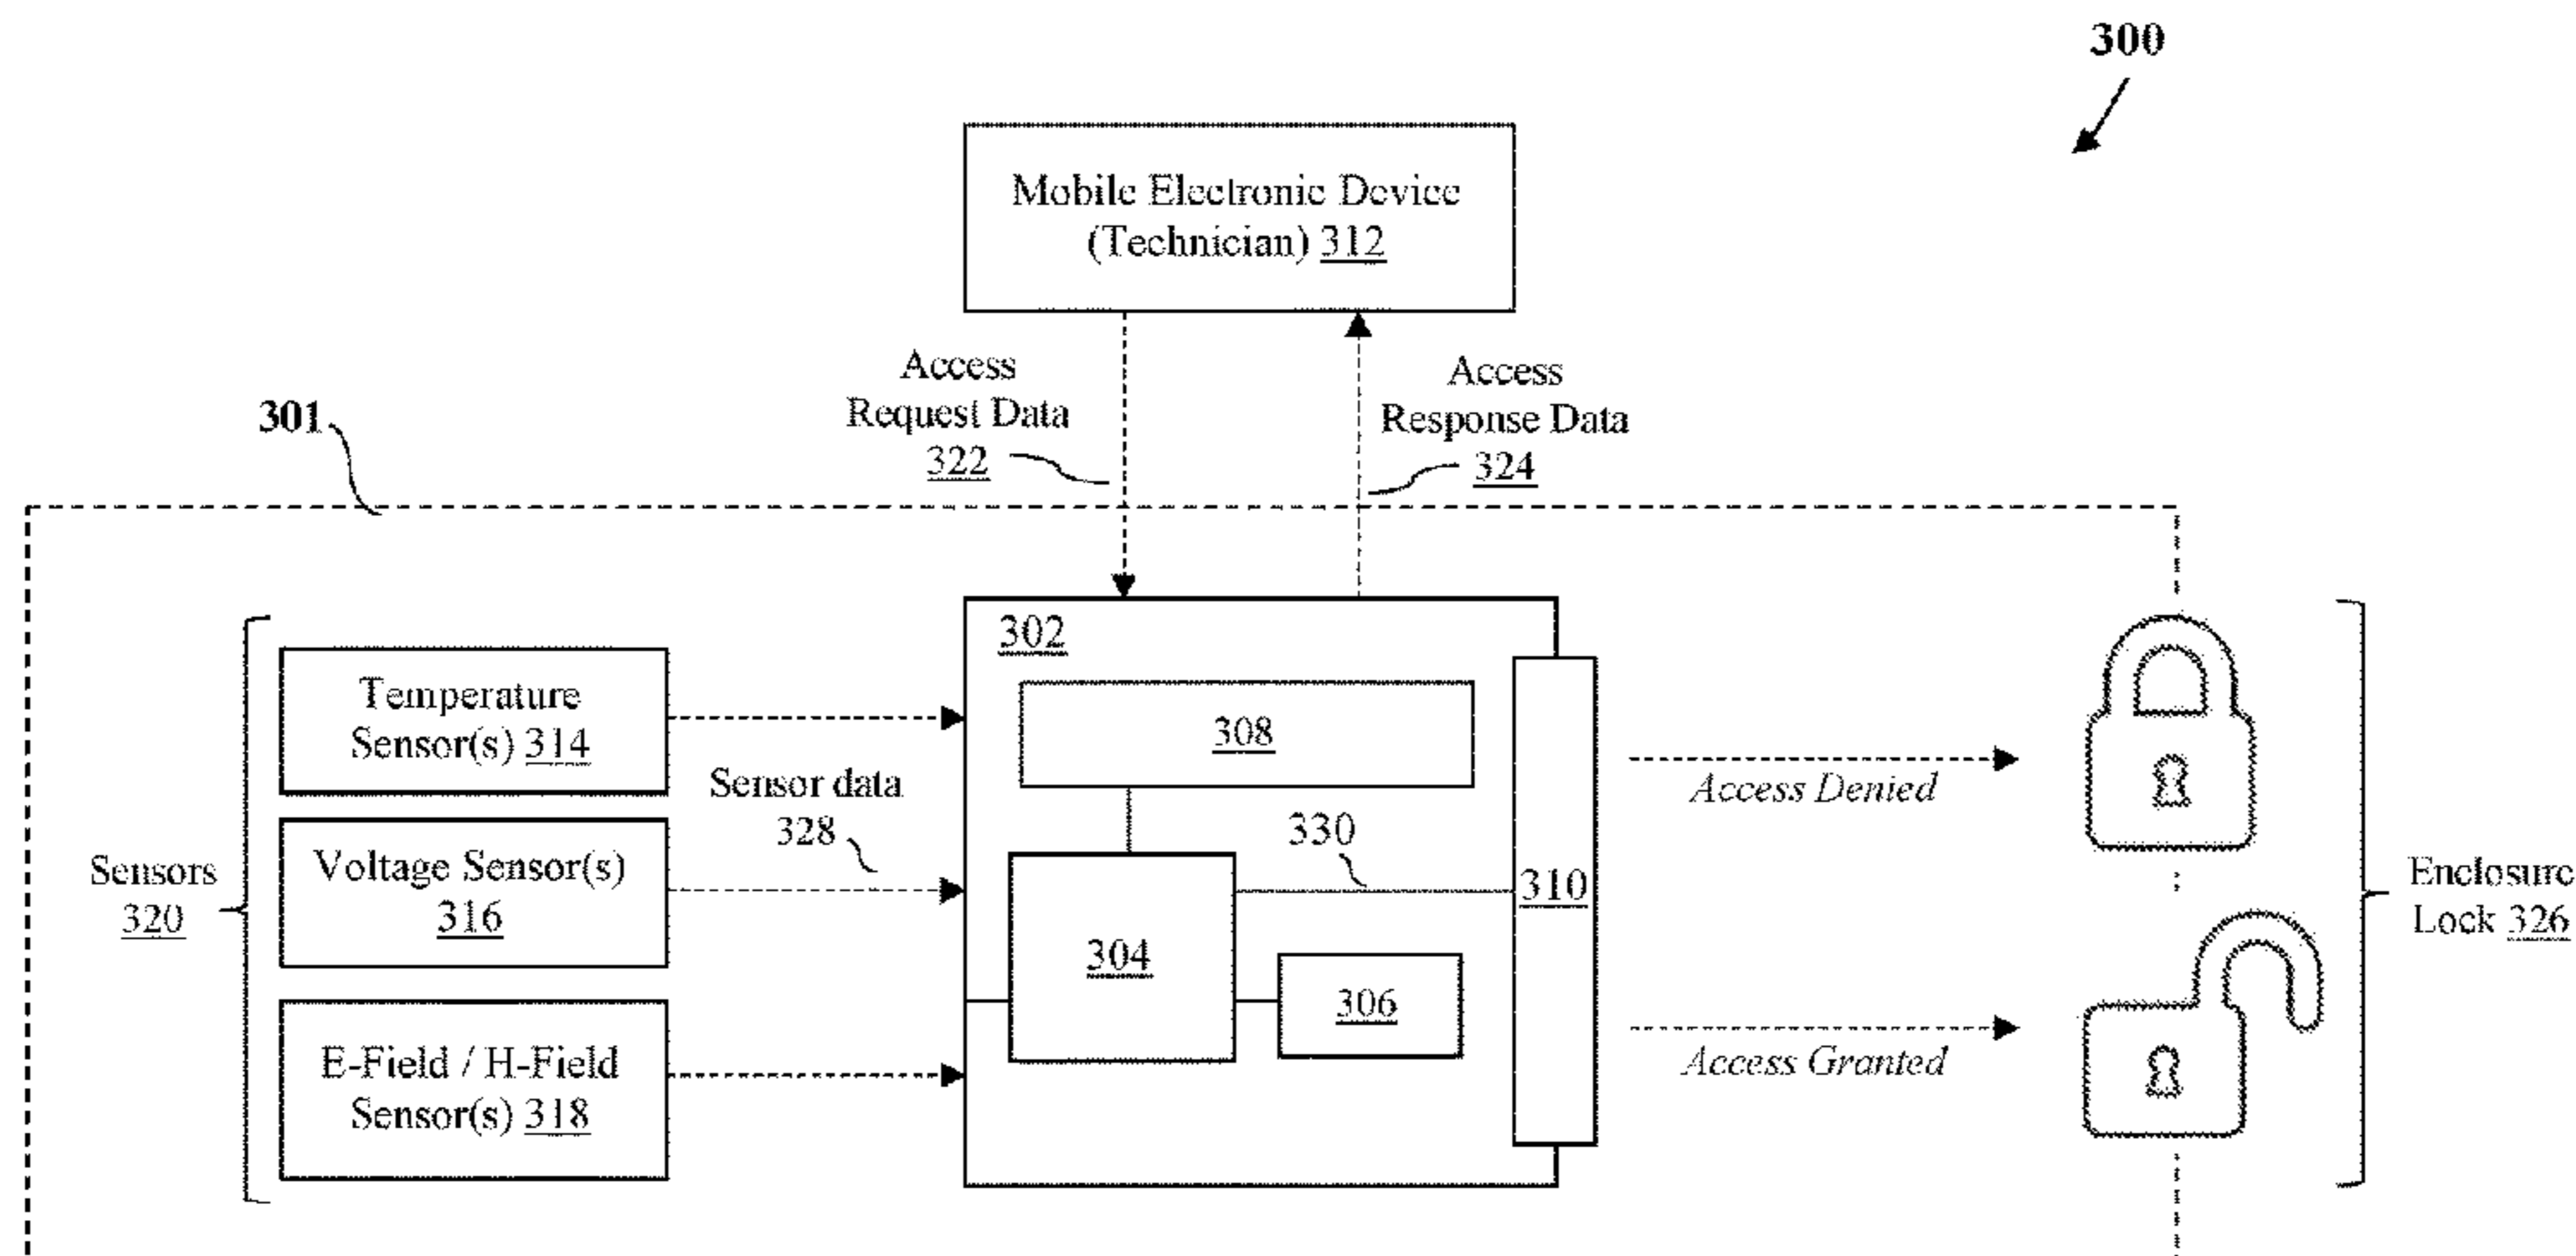 300
Mobile Electronic Device
(Technician) 312
Access
Request Data
322
Access
Response Data
324
301
302
Temperature
Sensor(s) 314
308
Access Denied
Sensor data
328
330
Sensors
320
Voltage Sensor(s)
316
304
310
306
Enclosure
Lock 326
E-Field / H-Field
Sensor(s) 318
Access Granted